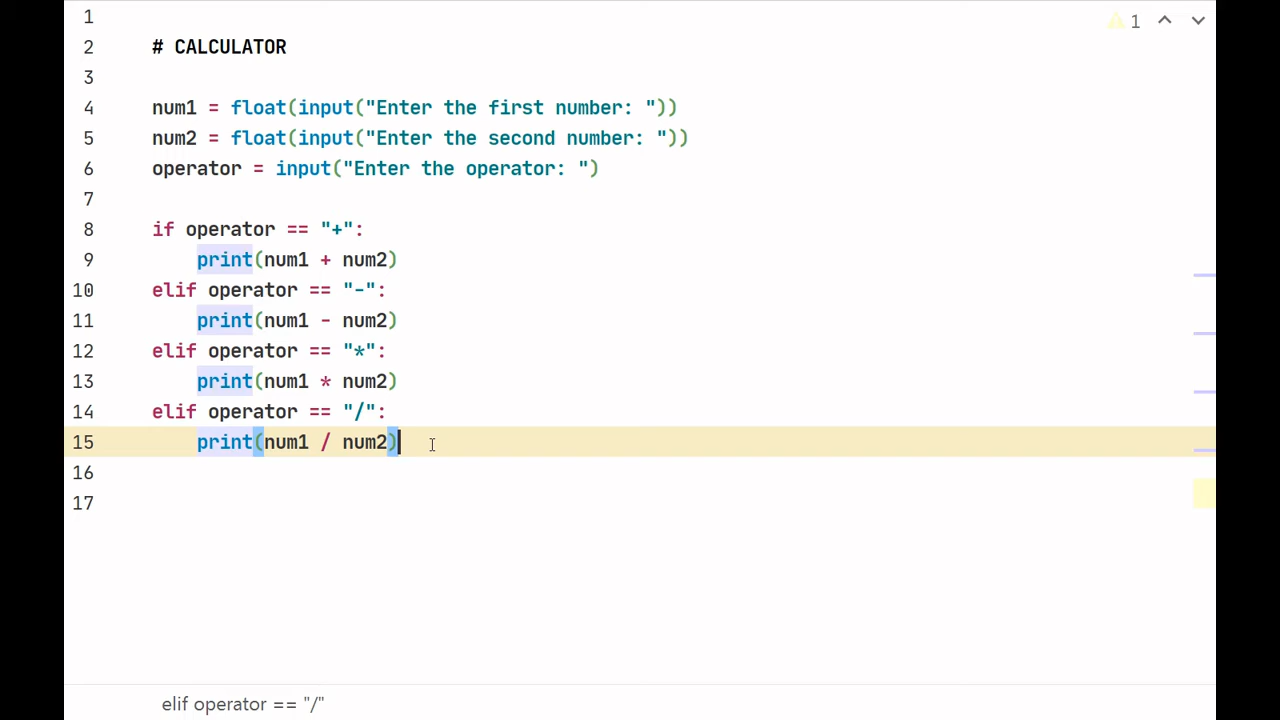 1
1
2 # CALCULATOR
3
4 num1 = float(input("Enter the first number: "))
5 num2 = float(input("Enter the second number: "))
6 operator = input("Enter the operator: ")
7
8 if operator == "+":
9 print(num1 + num2)
10 elif operator == "-":
11 print(num1 - num2)
12 elif operator == "*":
13 print(num1 * num2)
14 elif operator == "/":
15 print(num1 / num2)
16
17
elif operator == "/"